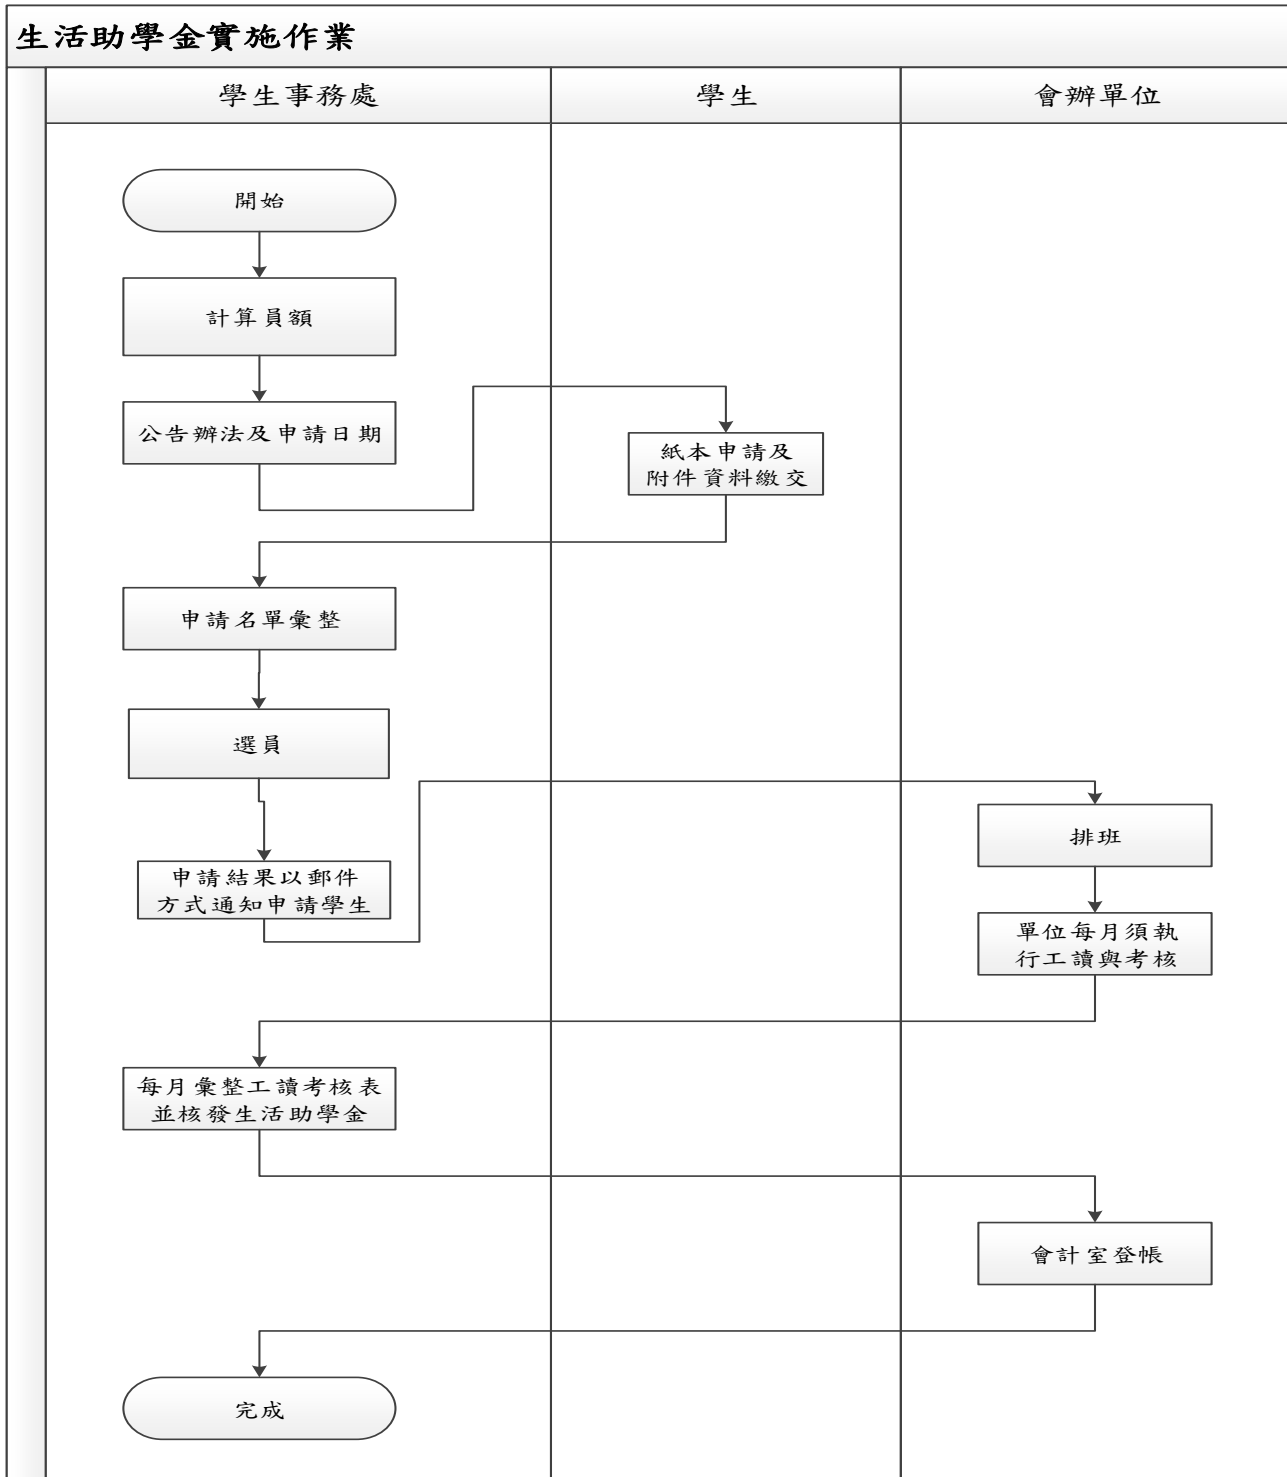 生活助學金實施作業
學生事務處
學生
會辦單位
開始
計算員額
公告辦法及申請日期
紙本申請及
附件資料繳交
申請名單彙整
選員
申請結果以郵件
方式通知申請學生
排班
單位每月須執
行工讀與考核
每月彙整工讀考核表
並核發生活助學金
會計室登帳
完成